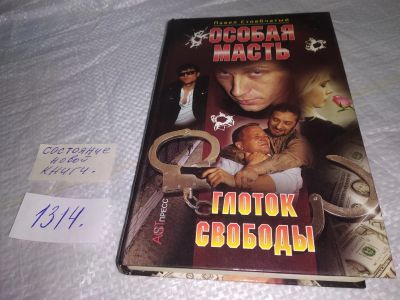 Павел Стовбчатый
ОСОБАЯ
МАСТЬ
состояние
новой
книги.
1314.
AST ПРЕСС
ГЛОТОК
СВОБОДЫ